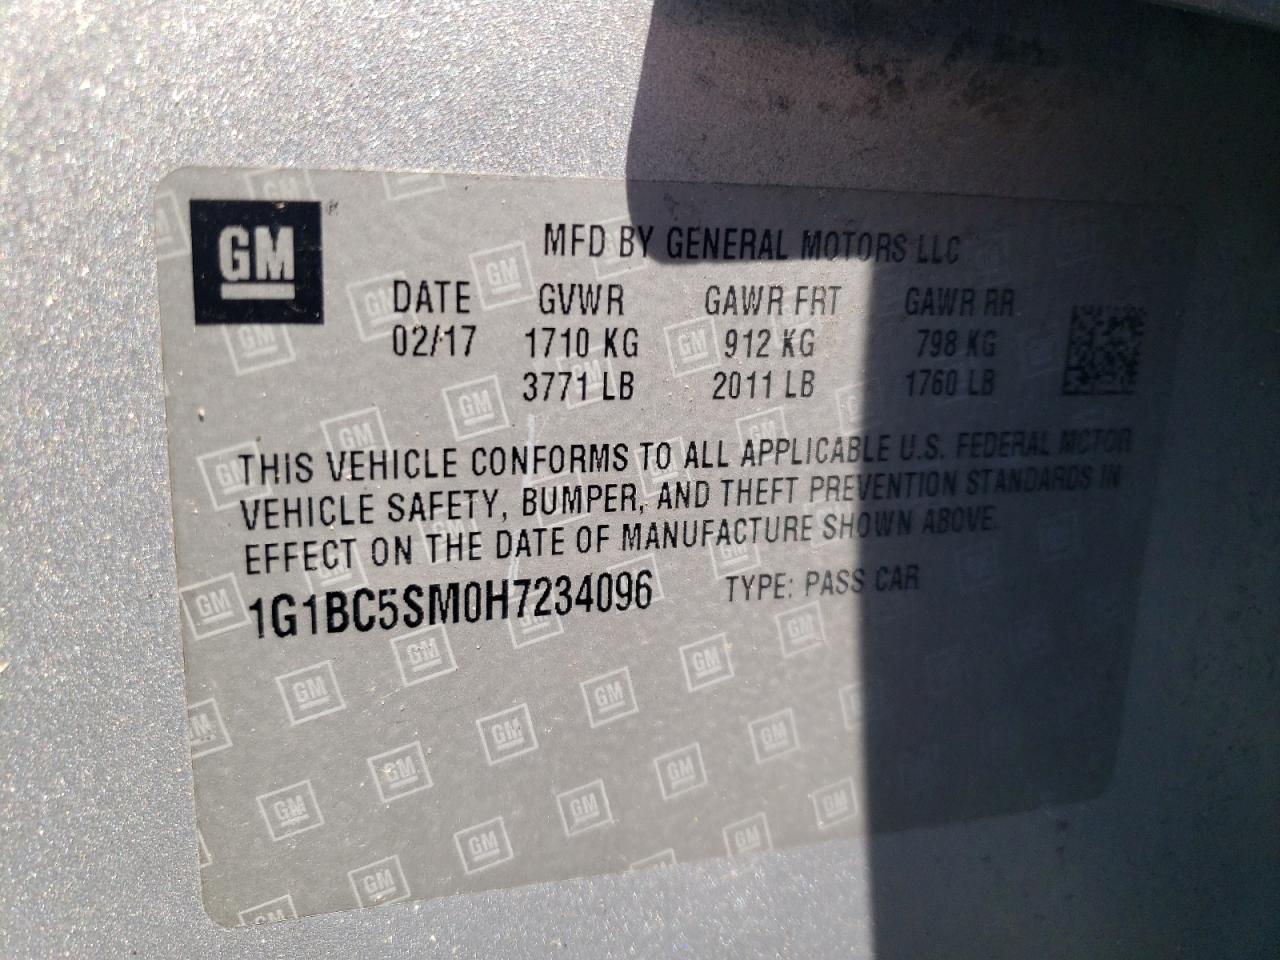 GM
MFD BY GENERAL MOTORS LLC
DATE GVWR GAWR FRT GAWR RR
02/17 1710 KG 912 KG 798 KG
3771 LB 2011 LB 1760 LB
THIS VEHICLE CONFORMS TO ALL APPLICABLE U.S. FEDERAL MOTOR
VEHICLE SAFETY, BUMPER, AND THEFT PREVENTION STANDARDS IN
EFFECT ON THE DATE OF MANUFACTURE SHOWN ABOVE.
1G1BC5SM0H7234096 TYPE: PASS CAR